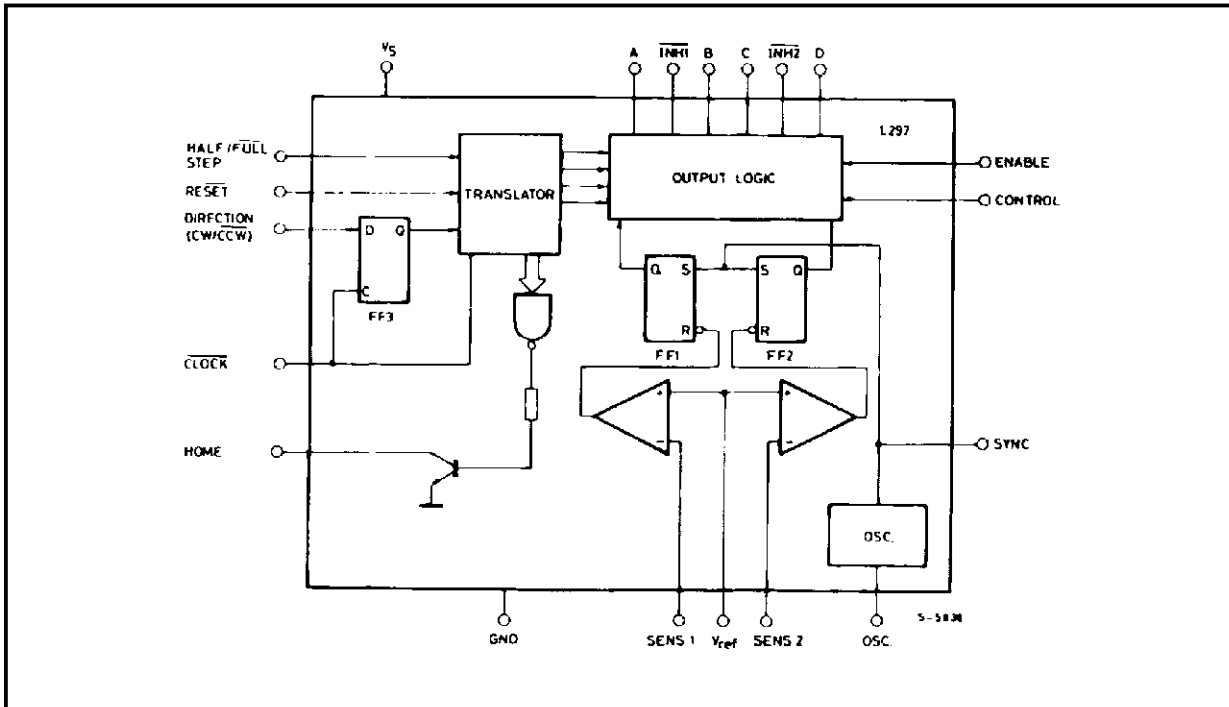 V5
A INH1 B C INH2 D
L297
HALF/FULL
STEP
RESET
DIRECTION
(CW/CCW)
TRANSLATOR
OUTPUT LOGIC
ENABLE
CONTROL
D Q
C
FF3
Q S
R
FF1
S Q
R
FF2
CLOCK
+ +
- -
HOME
SYNC
OSC.
GND
SENS 1
Vref
SENS 2
OSC.